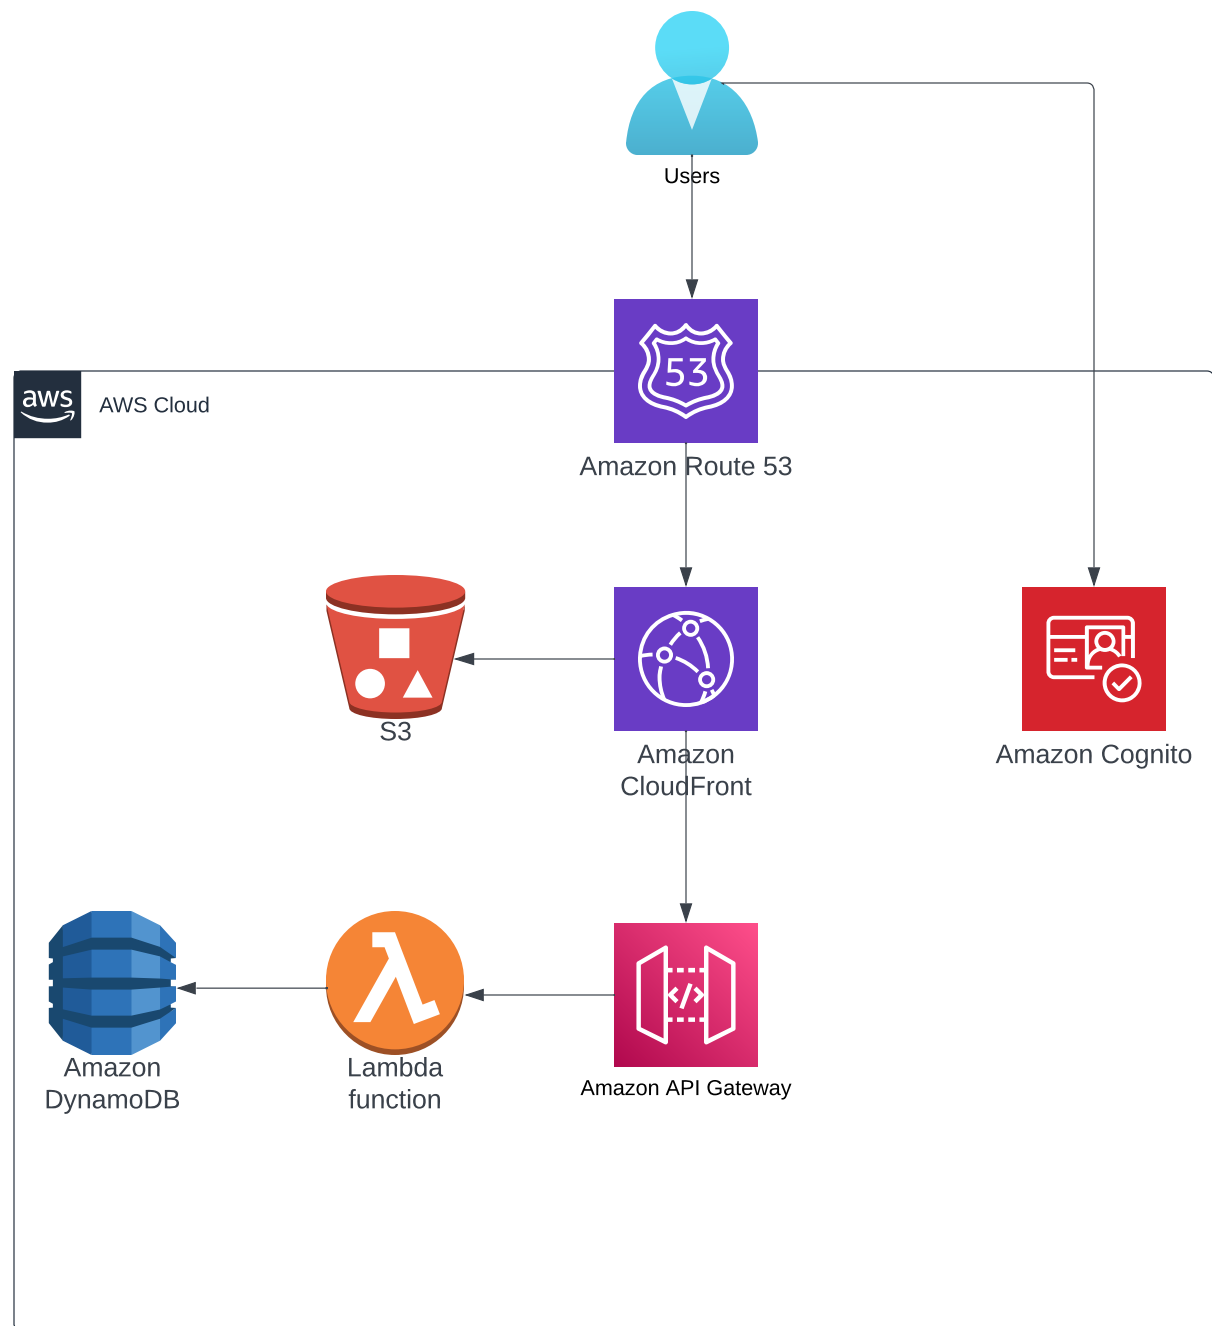 Users
53
aws
AWS Cloud
Amazon Route 53
S3
Amazon
CloudFront
Amazon Cognito
</>
Amazon
DynamoDB
Lambda
function
Amazon API Gateway